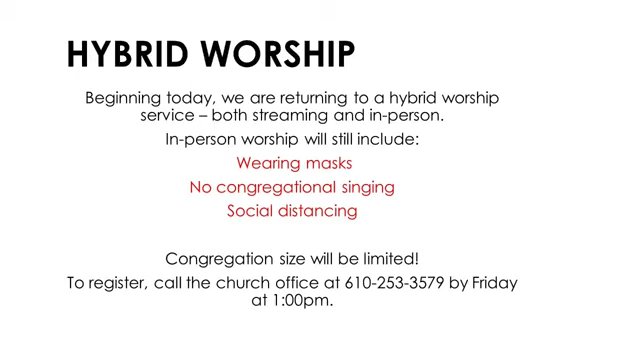 HYBRID WORSHIP
Beginning today, we are returning to a hybrid worship
service – both streaming and in-person.
In-person worship will still include:
Wearing masks
No congregational singing
Social distancing
Congregation size will be limited!
To register, call the church office at 610-253-3579 by Friday
at 1:00pm.